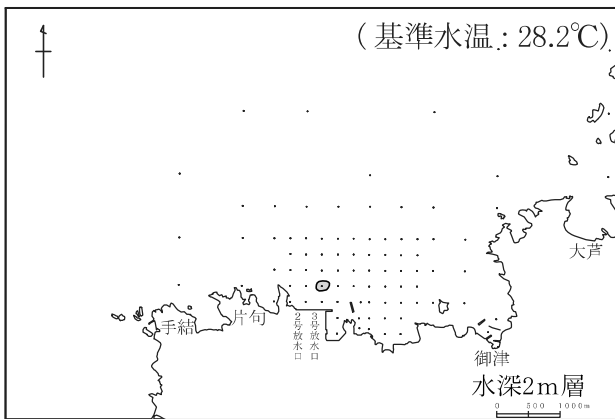 (基準水温:28.2℃)
大芦
手結
片句
2号放水口
3号放水口
御津
水深2m層
0 500 1000m